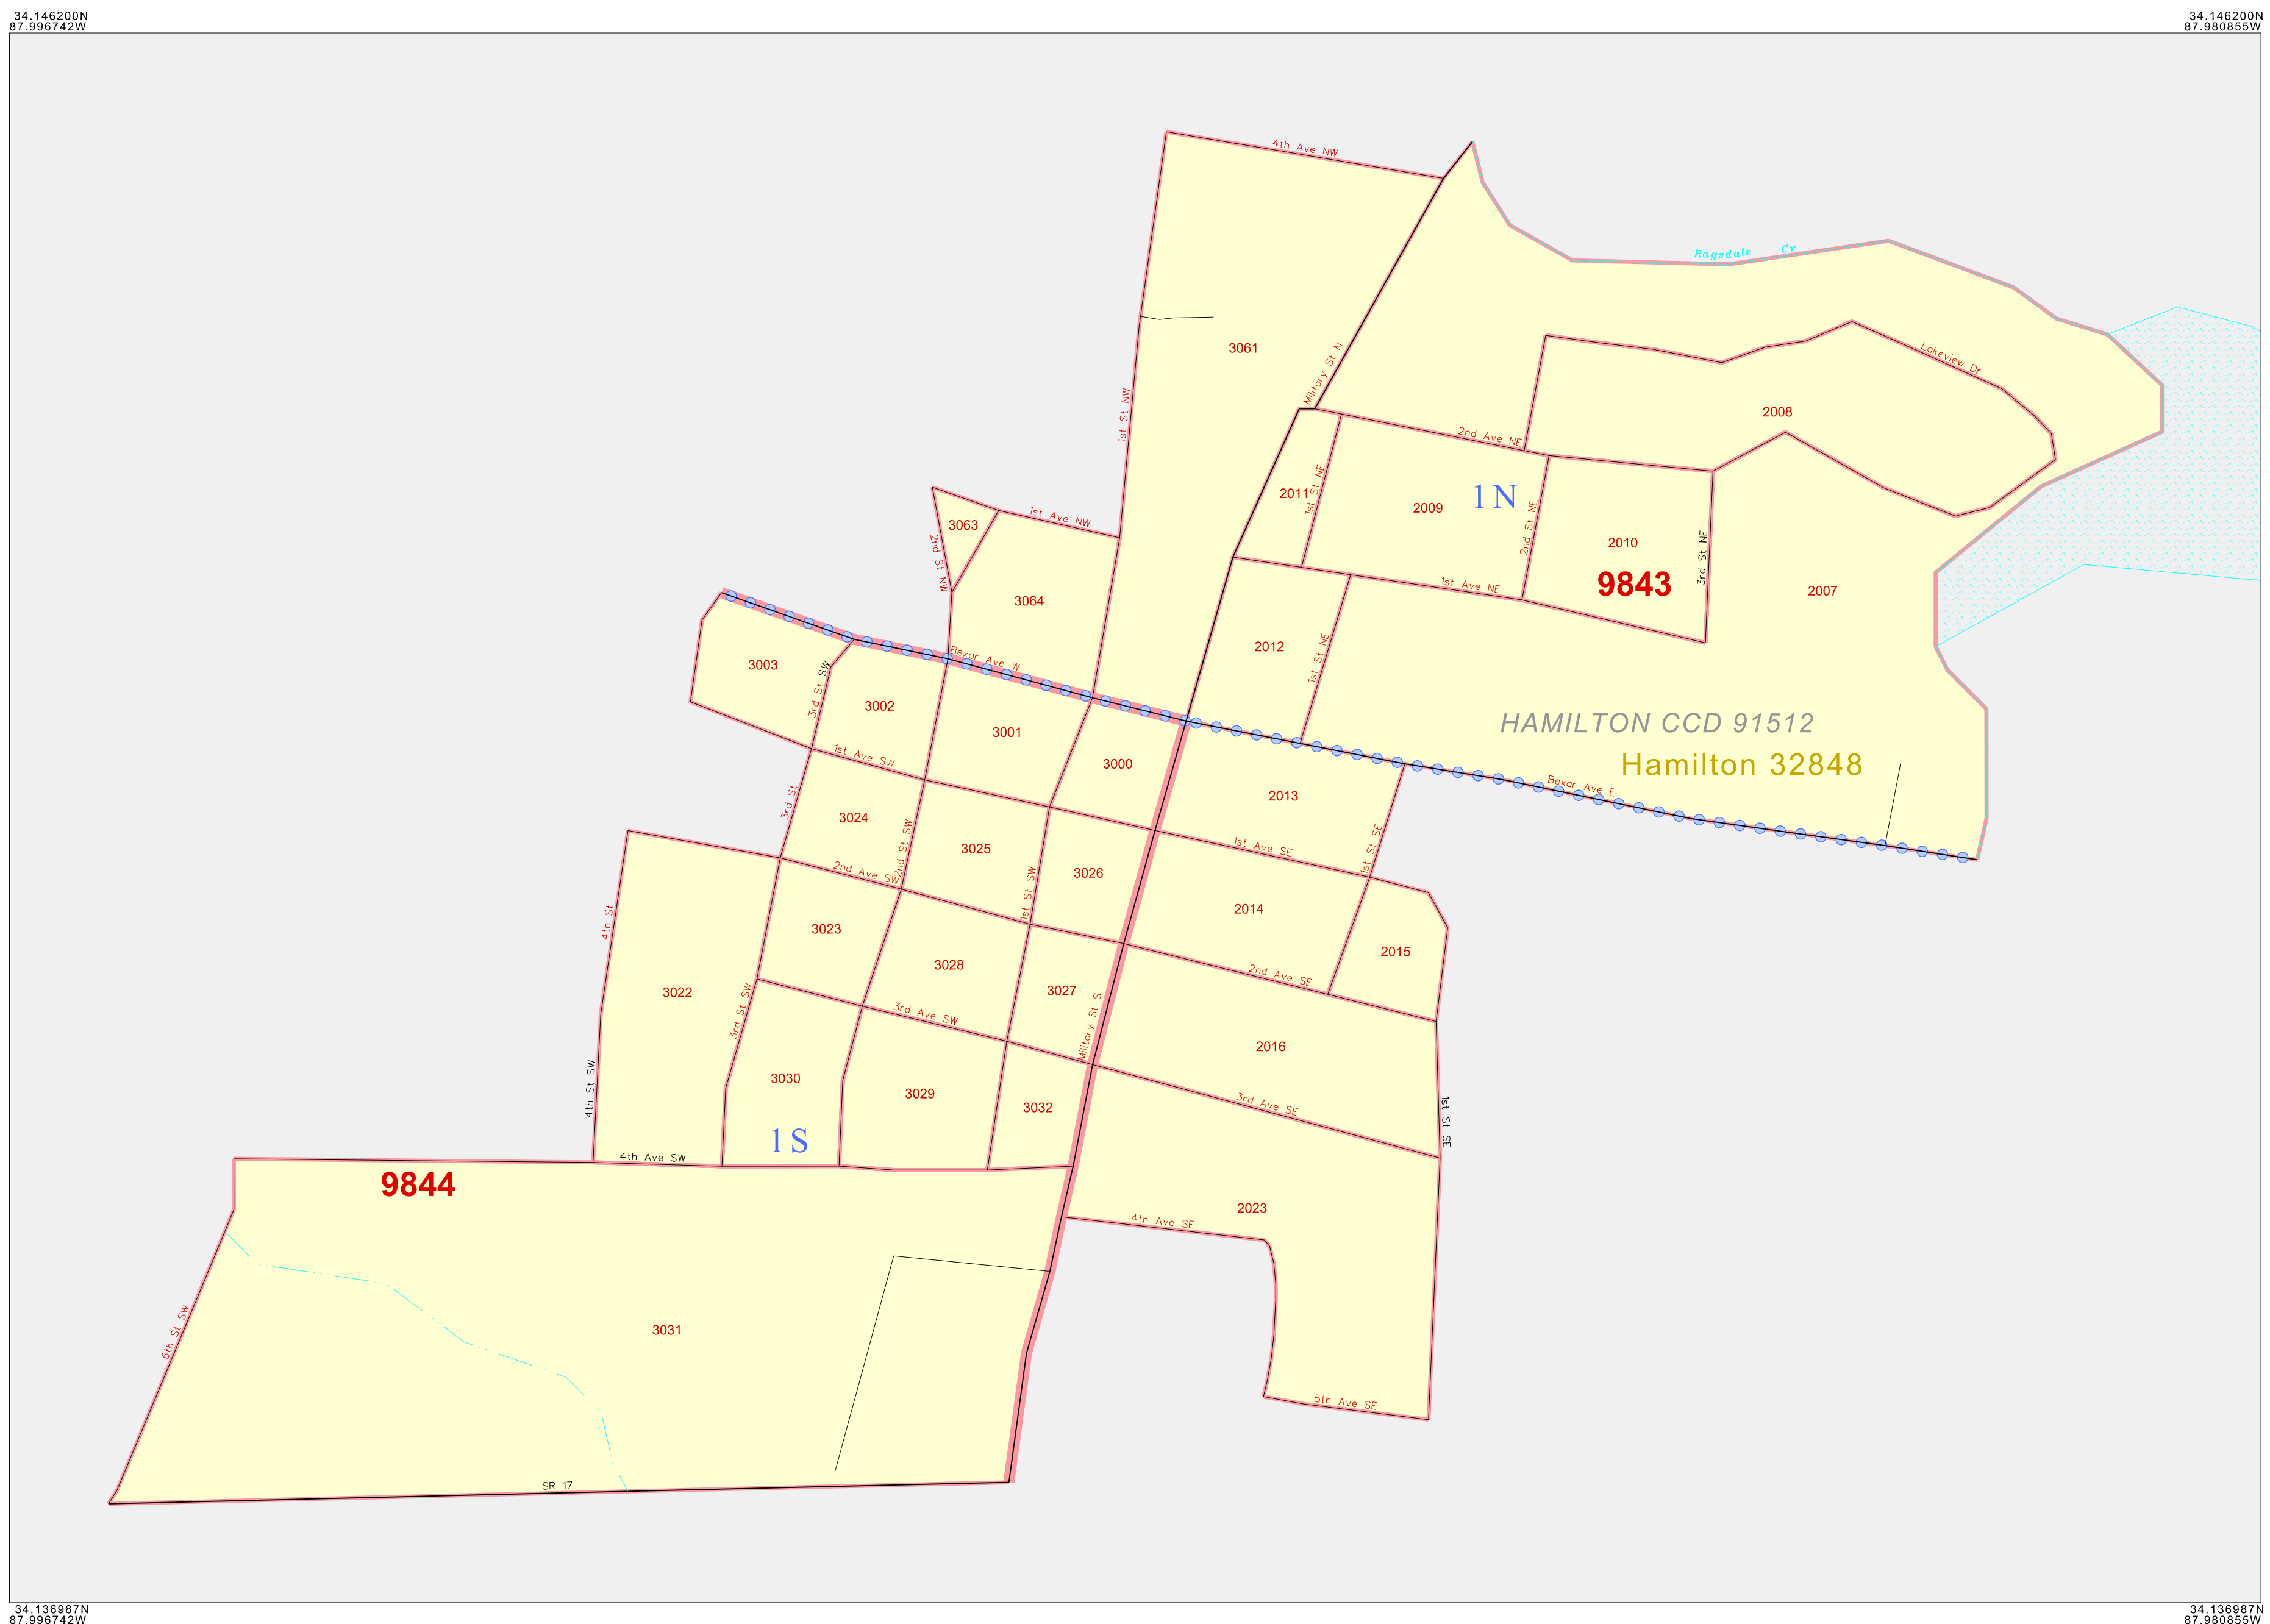 34.146200N
87.996742W
34.146200N
87.980855W
4th Ave NW
Ragsdale Cr
3061
Military St N
Lakeview Dr
1st St NW
2008
2nd Ave NE
2011
1st St NE
2009
1N
2nd St NE
2010
3rd St NE
9843
2007
3063
1st Ave NW
2nd St NW
3064
1st Ave NE
2012
1st St NE
Bexar Ave W
3003
3rd St SW
3002
3001
3000
HAMILTON CCD 91512
Hamilton 32848
Bexar Ave E
1st Ave SW
2013
3rd St
3024
2nd St SW
3025
1st Ave SE
1st St SE
2nd Ave SW
3026
1st St SW
4th St
3023
2014
2015
3028
2nd Ave SE
3022
3027
3rd St SW
3rd Ave SW
Military St S
2016
4th St SW
3030
3029
3032
3rd Ave SE
1st St SE
1S
4th Ave SW
9844
2023
4th Ave SE
6th St SW
3031
5th Ave SE
SR 17
34.136987N
87.996742W
34.136987N
87.980855W